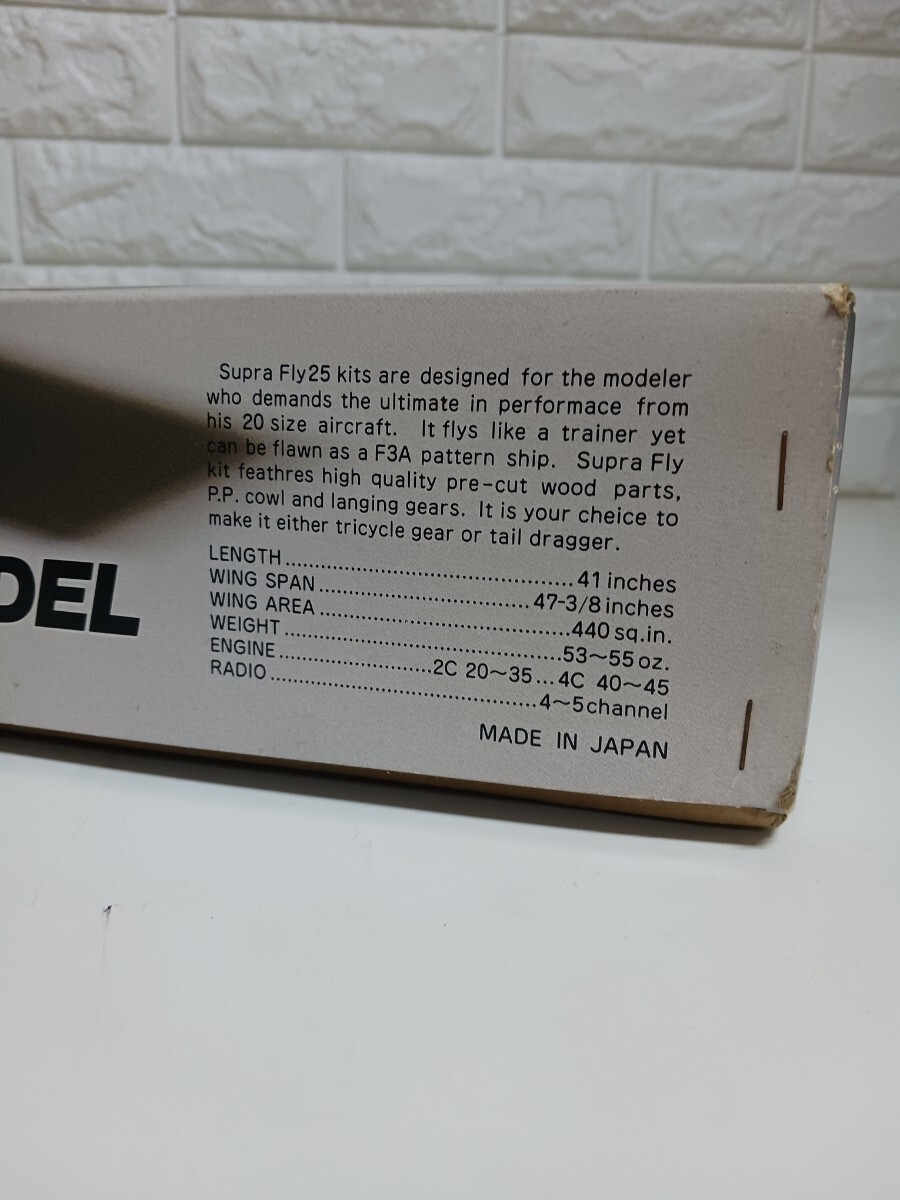 Supra Fly25 kits are designed for the modeler
who demands the ultimate in performace from
his 20 size aircraft. It flys like a trainer yet
can be flawn as a F3A pattern ship. Supra Fly
kit feathres high quality pre-cut wood parts,
P.P. cowl and langing gears. It is your cheice to
make it either tricycle gear or tail dragger.
LENGTH ........................................ 41 inches
WING SPAN .............................. 47-3/8 inches
WING AREA ................................... 440 sq.in.
WEIGHT ....................................... 53~55 oz.
ENGINE ...................... 2C 20~35 ... 4C 40~45
RADIO ...................................... 4~5channel
MADE IN JAPAN
DEL